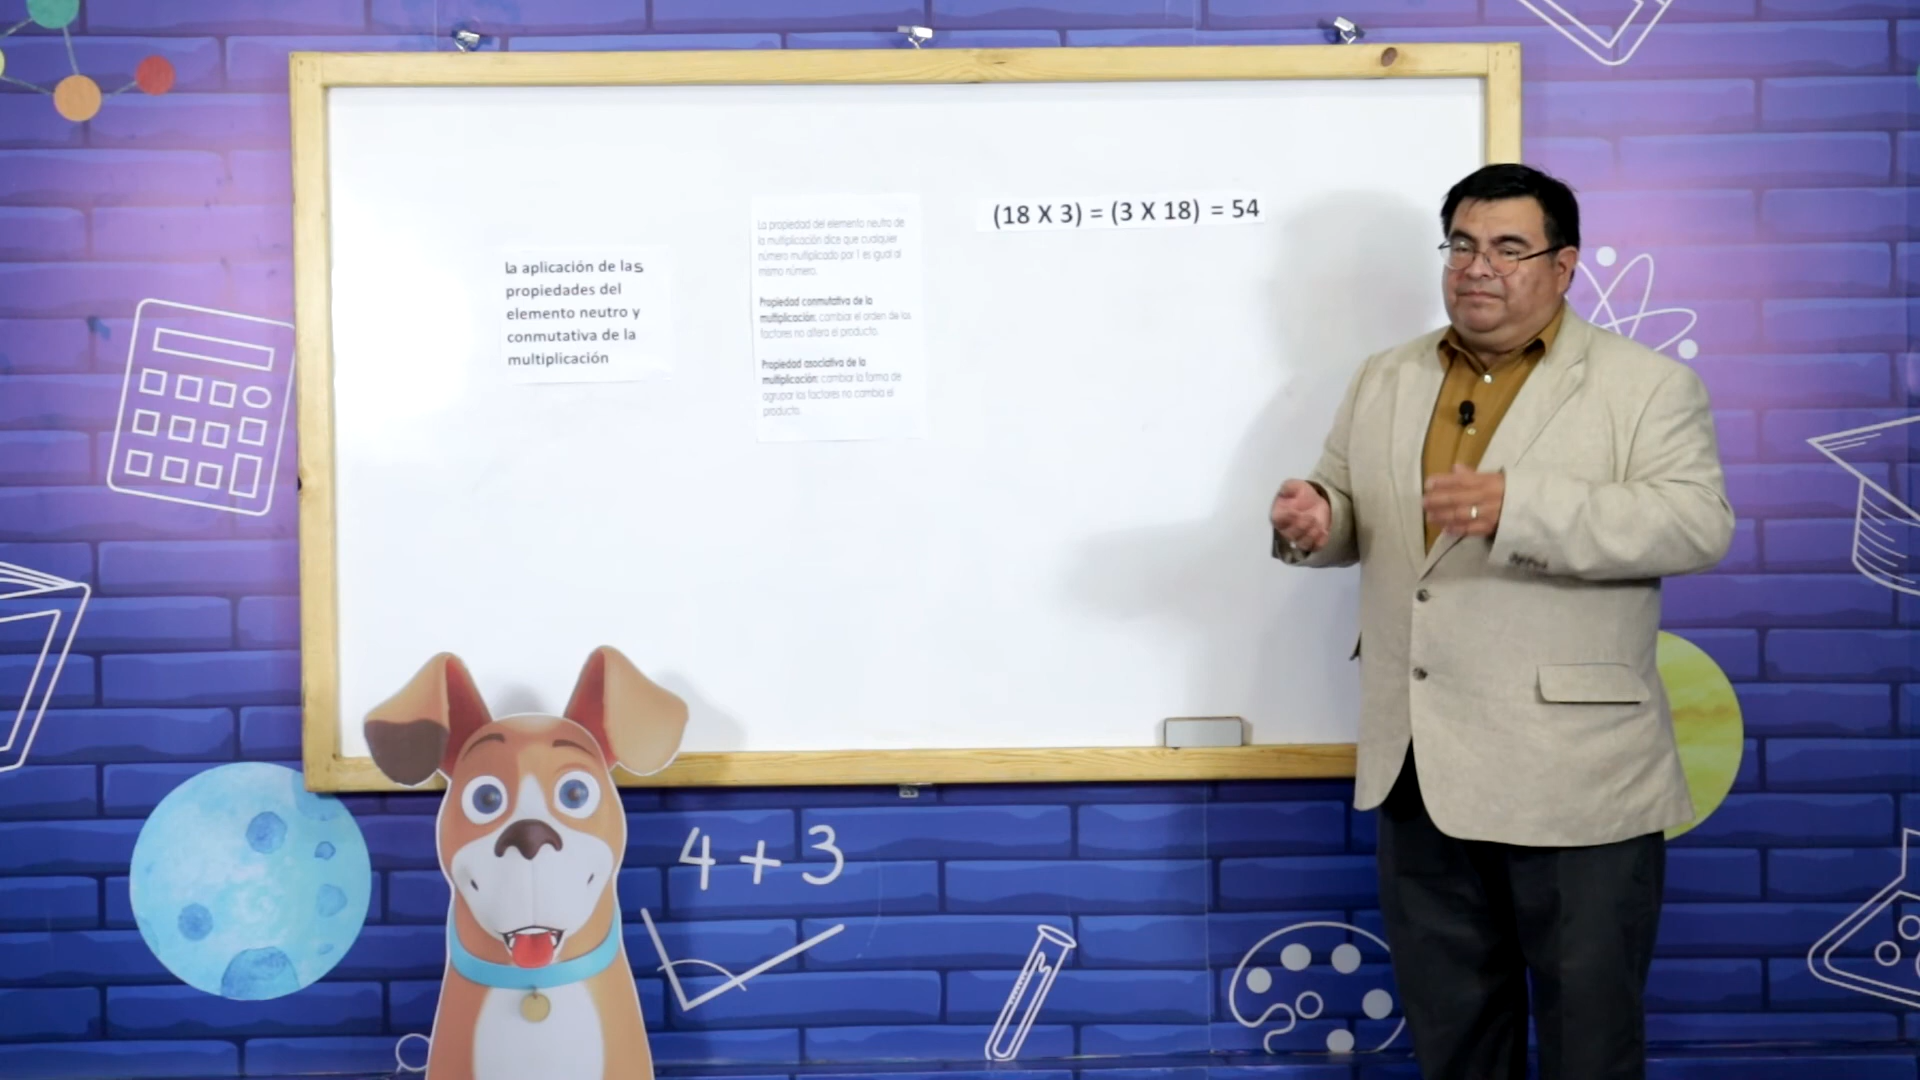 la aplicación de las
propiedades del
elemento neutro y
conmutativa de la
multiplicación
La propiedad del elemento neutro de
la multiplicación dice que cualquier
número multiplicado por 1 es igual al
mismo número.
Propiedad conmutativa de la
multiplicación: cambiar el orden de los
factores no altera el producto.
Propiedad asociativa de la
multiplicación: cambiar la forma de
agrupar los factores no cambia el
producto.
(18 X 3) = (3 X 18) = 54
4 + 3